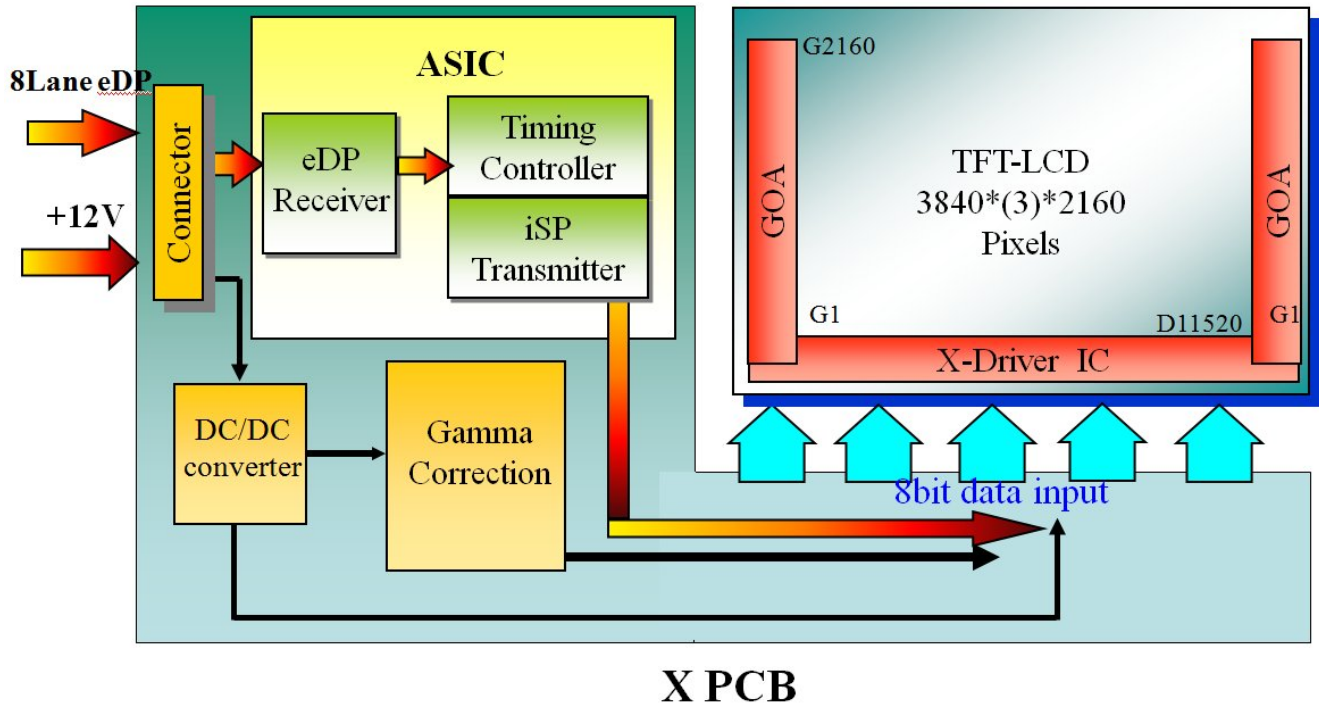 8Lane eDP
+12V
Connector
ASIC
eDP
Receiver
Timing
Controller
iSP
Transmitter
DC/DC
converter
Gamma
Correction
G2160
GOA
TFT-LCD
3840*(3)*2160
Pixels
GOA
G1
D11520
G1
X-Driver IC
8bit data input
X PCB